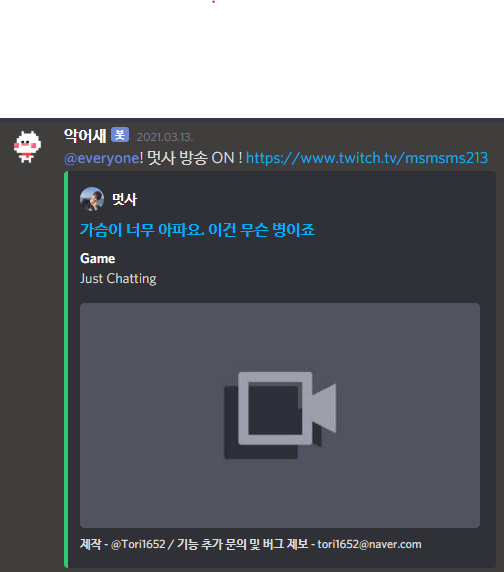 악어새 봇 2021.03.13.
@everyone! 멋사 방송 ON ! https://www.twitch.tv/msmsms213
멋사
가슴이 너무 아파요. 이건 무슨 병이죠
Game
Just Chatting
제작 - @Tori1652 / 기능 추가 문의 및 버그 제보 - tori1652@naver.com